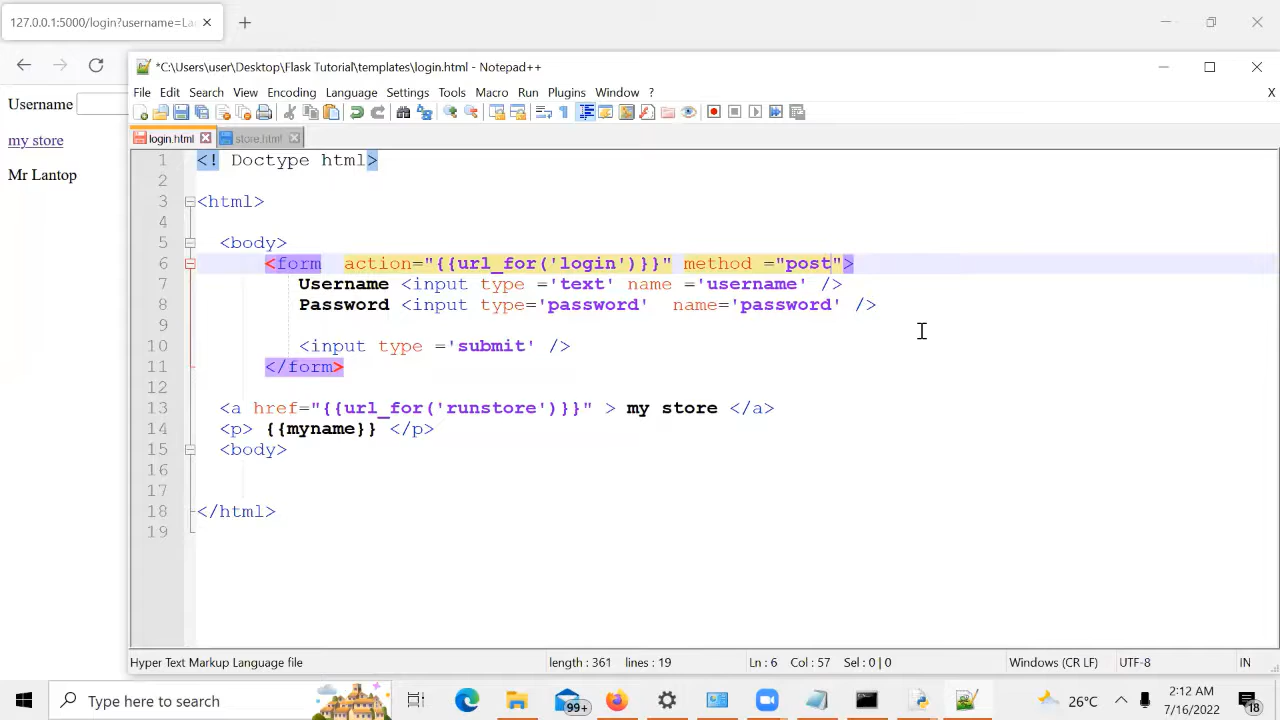 127.0.0.1:5000/login?username=La
*C:\Users\user\Desktop\Flask Tutorial\templates\login.html - Notepad++
File Edit Search View Encoding Language Settings Tools Macro Run Plugins Window ? X
Username
my store
Mr Lantop
login.html store.html
1 <! Doctype html>
2
3 <html>
4
5 <body>
6 <form action="{{url_for('login')}}" method ="post">
7 Username <input type ='text' name ='username' />
8 Password <input type='password' name='password' />
9
10 <input type ='submit' />
11 </form>
12
13 <a href="{{url_for('runstore')}}" > my store </a>
14 <p> {{myname}} </p>
15 <body>
16
17
18 </html>
19
Hyper Text Markup Language file length : 361 lines : 19 Ln : 6 Col : 57 Sel : 0 | 0 Windows (CR LF) UTF-8 IN
Type here to search 99+ 26°C 2:12 AM
7/16/2022 18